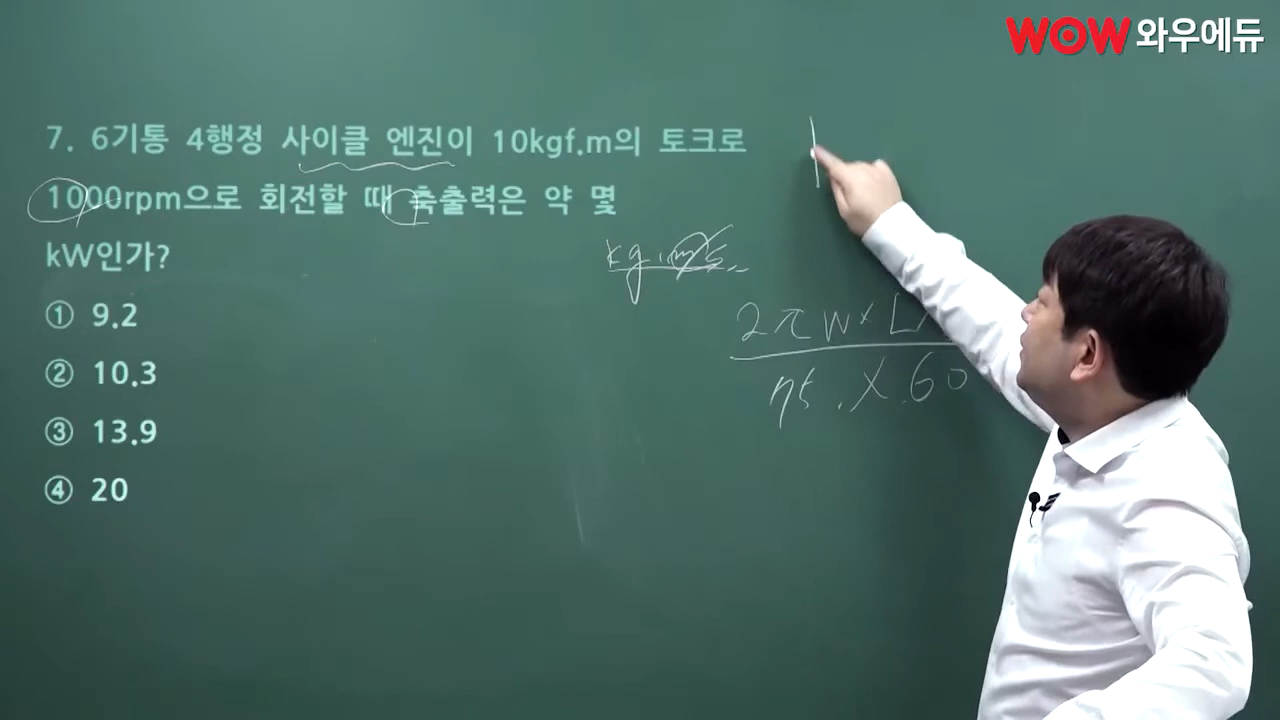 WOW 와우에듀
7. 6기통 4행정 사이클 엔진이 10kgf.m의 토크로
1000rpm으로 회전할 때 축출력은 약 몇
kW인가?
① 9.2
② 10.3
③ 13.9
④ 20
kg.m/s
2π
75 × 60